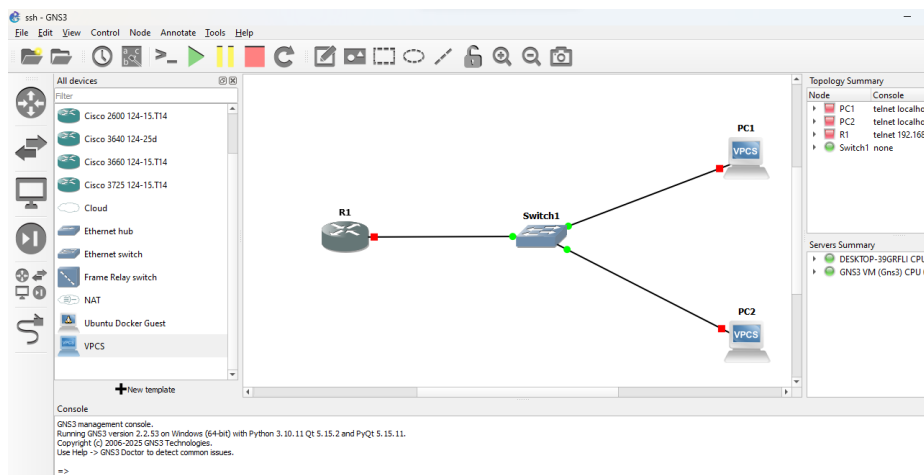 ssh - GNS3
File Edit View Control Node Annotate Tools Help
All devices
Filter
Cisco 2600 124-15.T14
Cisco 3640 124-25d
Cisco 3660 124-15.T14
Cisco 3725 124-15.T14
Cloud
Ethernet hub
Ethernet switch
Frame Relay switch
NAT
Ubuntu Docker Guest
VPCS
New template
R1
Switch1
PC1
VPCS
PC2
VPCS
Topology Summary
Node Console
PC1 telnet localho
PC2 telnet localho
R1 telnet 192.168
Switch1 none
Servers Summary
DESKTOP-39GRFLI CPU
GNS3 VM (Gns3) CPU
Console
GNS3 management console.
Running GNS3 version 2.2.53 on Windows (64-bit) with Python 3.10.11 Qt 5.15.2 and PyQt 5.15.11.
Copyright (c) 2006-2025 GNS3 Technologies.
Use Help -> GNS3 Doctor to detect common issues.
=>